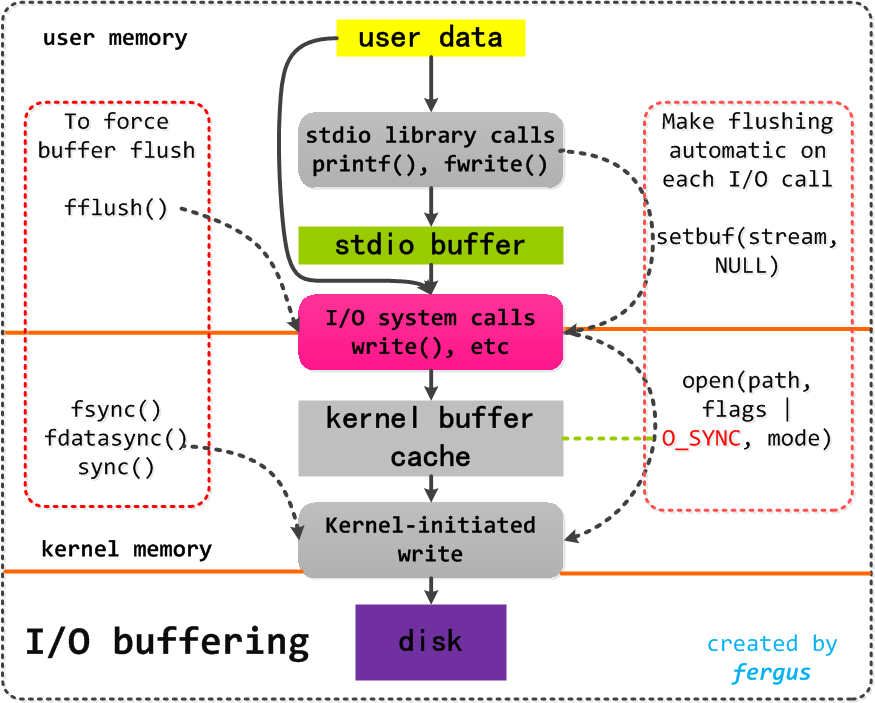 user memory
user data
To force
buffer flush
fflush()
stdio library calls
printf(), fwrite()
Make flushing
automatic on
each I/O call
setbuf(stream,
NULL)
stdio buffer
I/O system calls
write(), etc
fsync()
fdatasync()
sync()
kernel buffer
cache
open(path,
flags |
O_SYNC, mode)
Kernel-initiated
write
kernel memory
I/O buffering
disk
created by
fergus